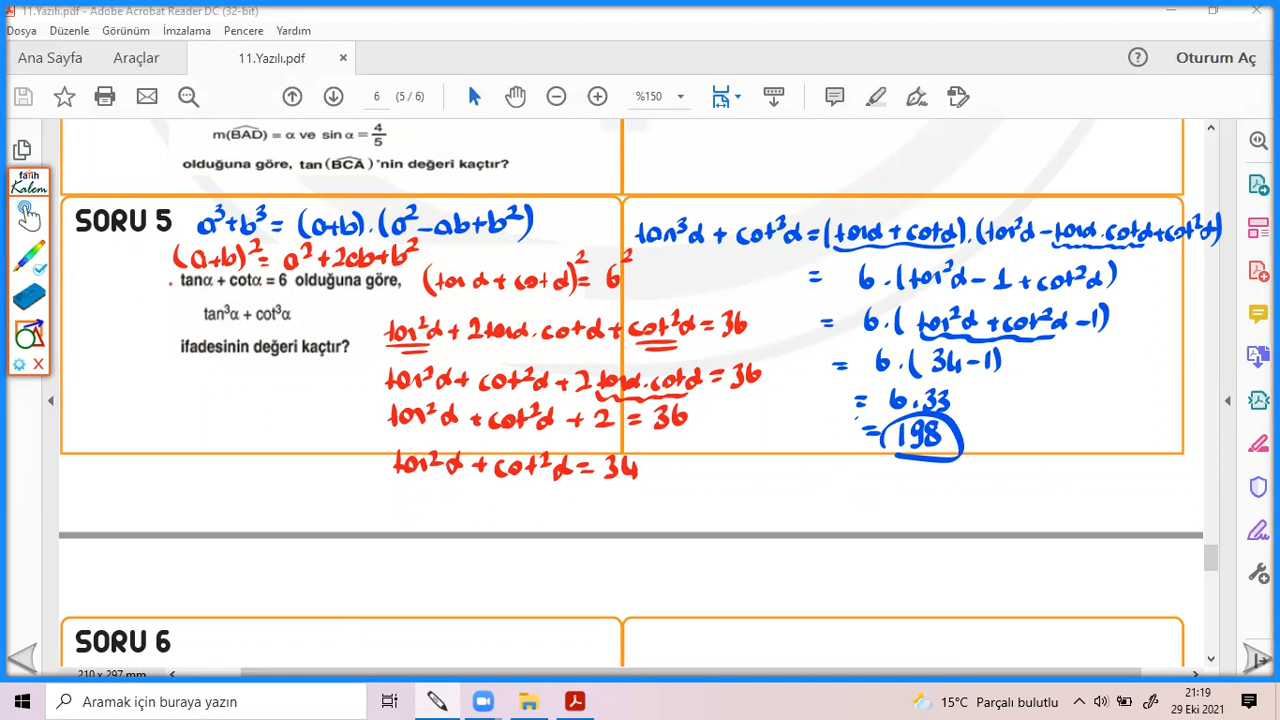 11.Yazılı.pdf - Adobe Acrobat Reader DC (32-bit)
Dosya Düzenle Görünüm İmzalama Pencere Yardım
Ana Sayfa Araçlar 11.Yazılı.pdf × Oturum Aç
6 (5 / 6) %150
fatih
Kalem
m(BAD) = α ve sin α = 4/5
olduğuna göre, tan (BCA) 'nin değeri kaçtır?
SORU 5
a³+b³ = (a+b).(a²-ab+b²)
(a+b)² = a²+2ab+b²
tanα + cotα = 6 olduğuna göre,
tan³α + cot³α
ifadesinin değeri kaçtır?
(tan α + cot α)² = 6²
tan²α + 2tanα.cotα + cot²α = 36
tan²α + cot²α + 2 tanα.cotα = 36
tan²α + cot²α + 2 = 36
tan²α + cot²α = 34
tan³α + cot³α = (tanα + cotα).(tan²α - tanα.cotα + cot²α)
= 6.(tan²α - 1 + cot²α)
= 6.(tan²α + cot²α - 1)
= 6.(34-1)
= 6.33
= 198
SORU 6
210 x 297 mm
Aramak için buraya yazın
15°C Parçalı bulutlu
21:19
29 Eki 2021